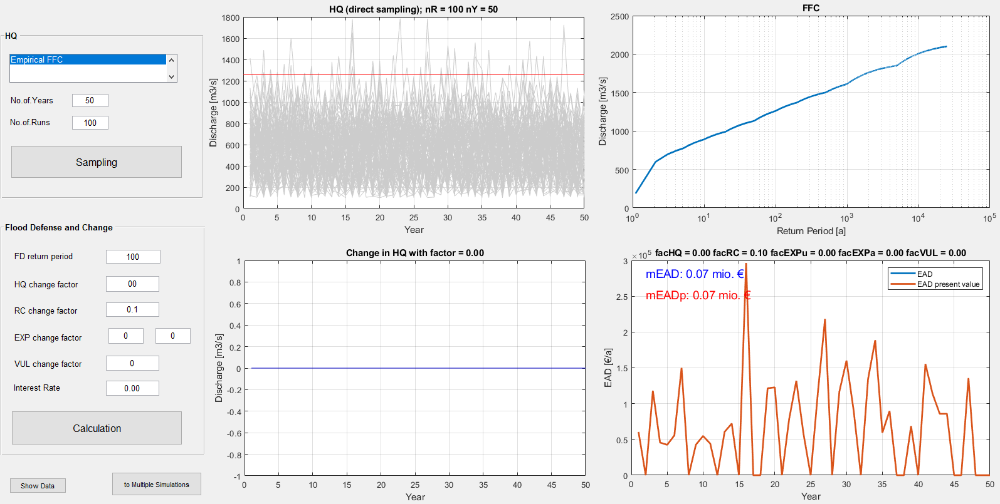 HQ
Empirical FFC
No.of.Years 50
No.of.Runs 100
Sampling
Flood Defense and Change
FD return period 100
HQ change factor 00
RC change factor 0.1
EXP change factor 0 0
VUL change factor 0
Interest Rate 0.00
Calculation
Show Data
to Multiple Simulations
HQ (direct sampling); nR = 100 nY = 50
Discharge [m3/s]
1800
1600
1400
1200
1000
800
600
400
200
0
0 5 10 15 20 25 30 35 40 45 50
Year
FFC
Discharge [m3/s]
2500
2000
1500
1000
500
0
10^0 10^1 10^2 10^3 10^4 10^5
Return Period [a]
Change in HQ with factor = 0.00
Discharge [m3/s]
1
0.8
0.6
0.4
0.2
0
-0.2
-0.4
-0.6
-0.8
-1
0 5 10 15 20 25 30 35 40 45 50
Year
×10^5 facHQ = 0.00 facRC = 0.10 facEXPu = 0.00 facEXPa = 0.00 facVUL = 0.00
mEAD: 0.07 mio. €
mEADp: 0.07 mio. €
EAD
EAD present value
EAD [€/a]
3
2.5
2
1.5
1
0.5
0
0 5 10 15 20 25 30 35 40 45 50
Year